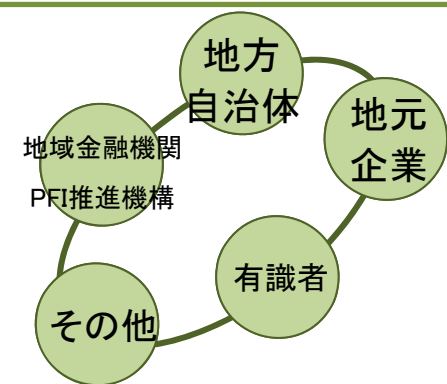 地方
自治体
地元
企業
地域金融機関
PFI推進機構
有識者
その他